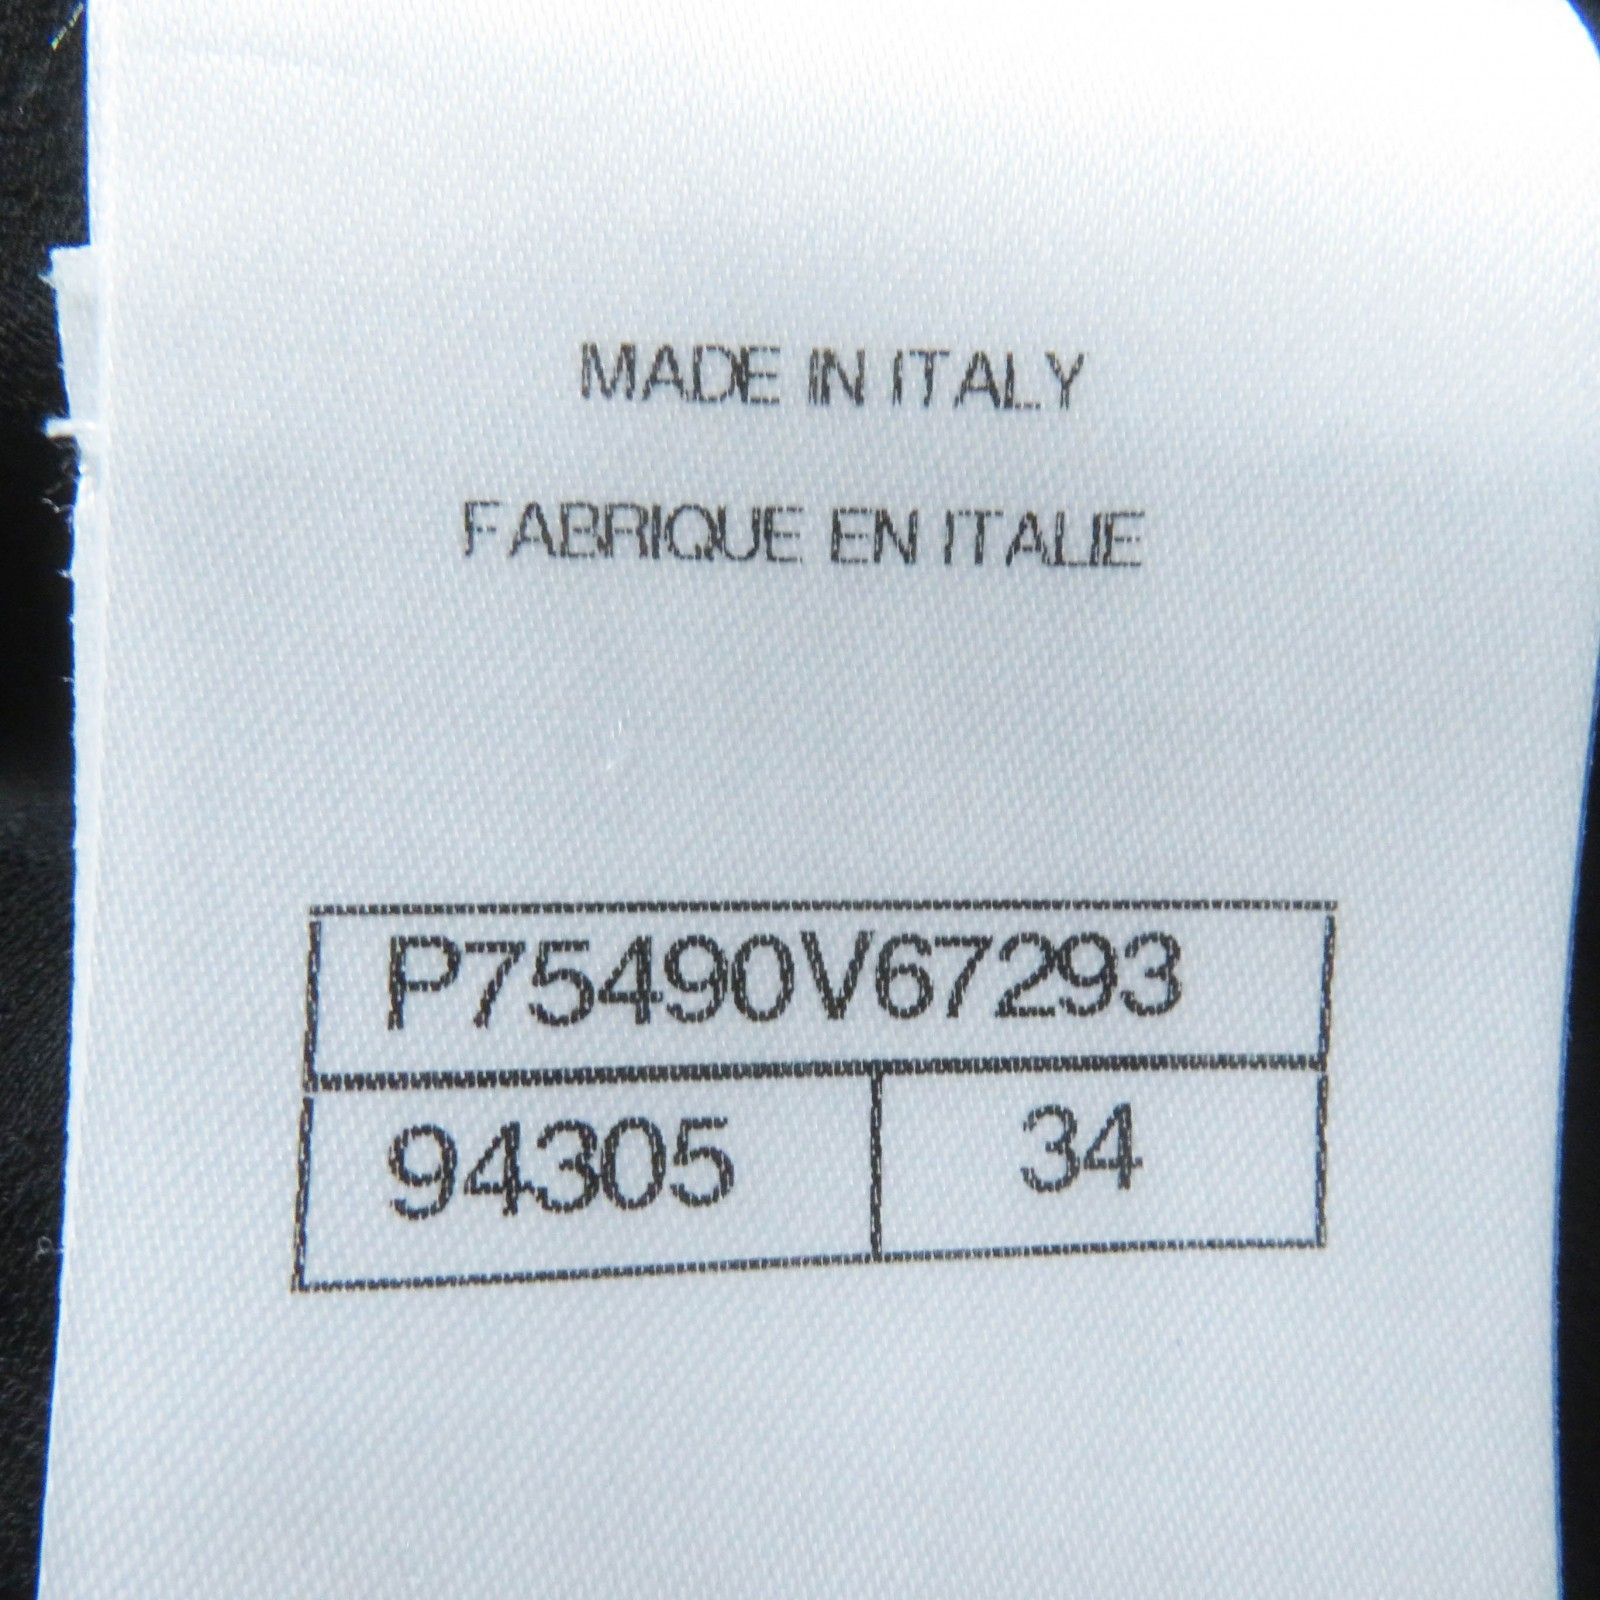 MADE IN ITALY
FABRIQUE EN ITALIE
P75490V67293
94305 34